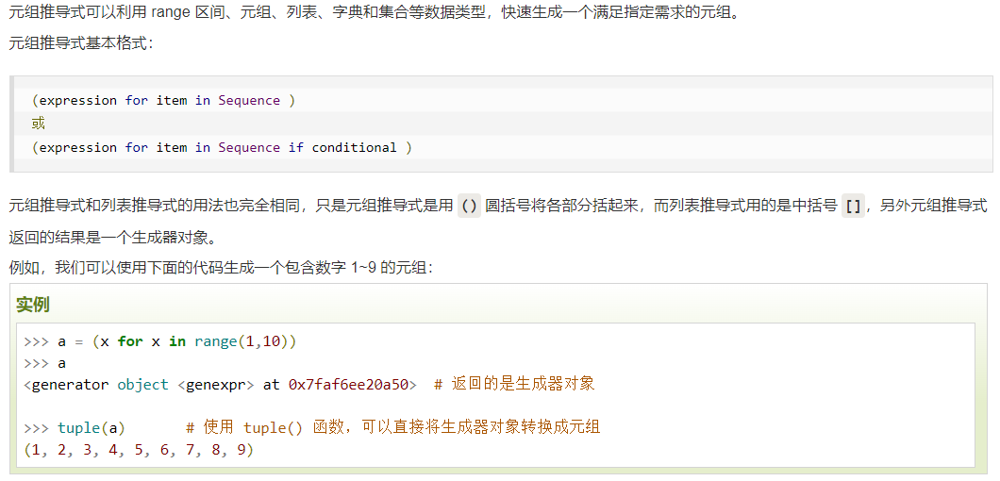 元组推导式可以利用 range 区间、元组、列表、字典和集合等数据类型，快速生成一个满足指定需求的元组。
元组推导式基本格式：
(expression for item in Sequence )
或
(expression for item in Sequence if conditional )
元组推导式和列表推导式的用法也完全相同，只是元组推导式是用 () 圆括号将各部分括起来，而列表推导式用的是中括号 []，另外元组推导式
返回的结果是一个生成器对象。
例如，我们可以使用下面的代码生成一个包含数字 1~9 的元组：
实例
>>> a = (x for x in range(1,10))
>>> a
<generator object <genexpr> at 0x7faf6ee20a50>  # 返回的是生成器对象
>>> tuple(a)       # 使用 tuple() 函数，可以直接将生成器对象转换成元组
(1, 2, 3, 4, 5, 6, 7, 8, 9)